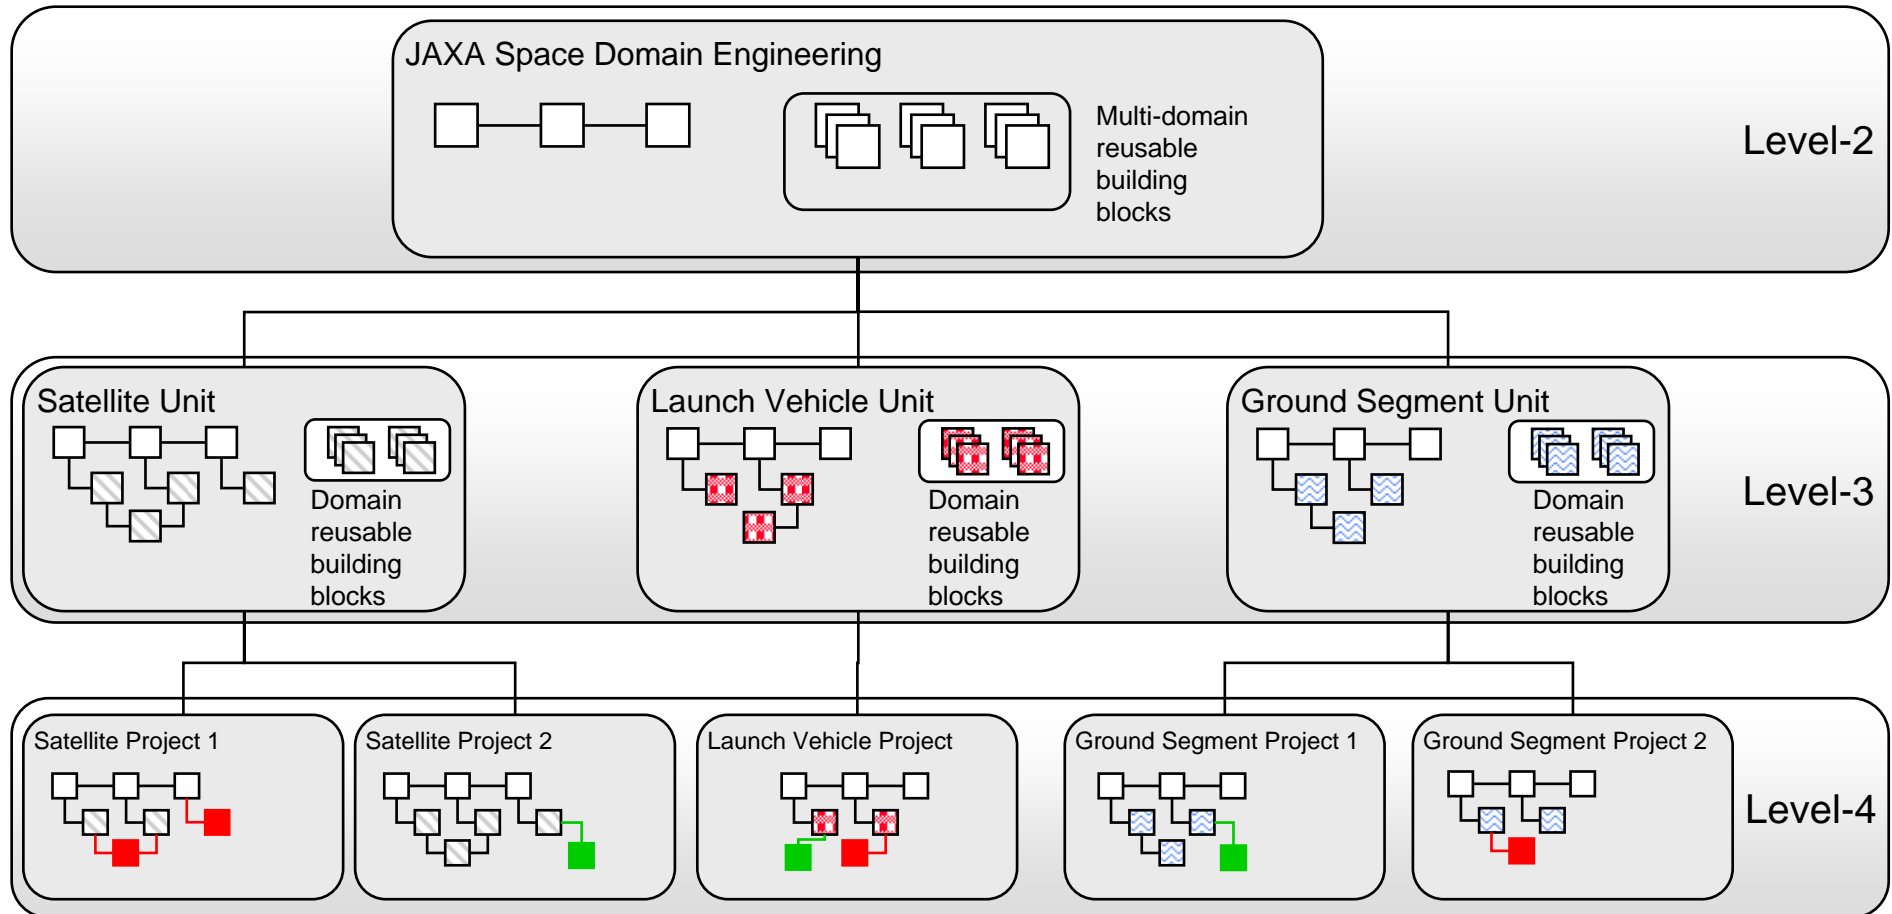 JAXA Space Domain Engineering
Multi-domain
reusable
building
blocks
Level-2
Satellite Unit
Domain
reusable
building
blocks
Launch Vehicle Unit
Domain
reusable
building
blocks
Ground Segment Unit
Domain
reusable
building
blocks
Level-3
Satellite Project 1
Satellite Project 2
Launch Vehicle Project
Ground Segment Project 1
Ground Segment Project 2
Level-4